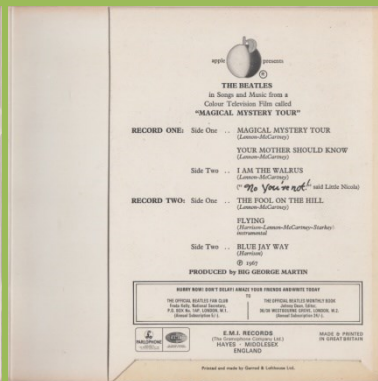 apple presents
THE BEATLES
in Songs and Music from a
Colour Television Film called
"MAGICAL MYSTERY TOUR"
RECORD ONE: Side One .. MAGICAL MYSTERY TOUR
(Lennon-McCartney)
YOUR MOTHER SHOULD KNOW
(Lennon-McCartney)
Side Two .. I AM THE WALRUS
(Lennon-McCartney)
("No you're not!" said Little Nicola)
RECORD TWO: Side One .. THE FOOL ON THE HILL
(Lennon-McCartney)
FLYING
(Harrison-Lennon-McCartney-Starkey)
instrumental
Side Two .. BLUE JAY WAY
(Harrison)
℗ 1967
PRODUCED by BIG GEORGE MARTIN
HURRY NOW! DON'T DELAY! AMAZE YOUR FRIENDS AND WRITE TODAY
TO
THE OFFICIAL BEATLES FAN CLUB
THE OFFICIAL BEATLES MONTHLY BOOK
PARLOPHONE
E.M.I. RECORDS
(The Gramophone Company Ltd.)
HAYES · MIDDLESEX
ENGLAND
MADE & PRINTED
IN GREAT BRITAIN
Printed and made by Garrod & Lofthouse Ltd.